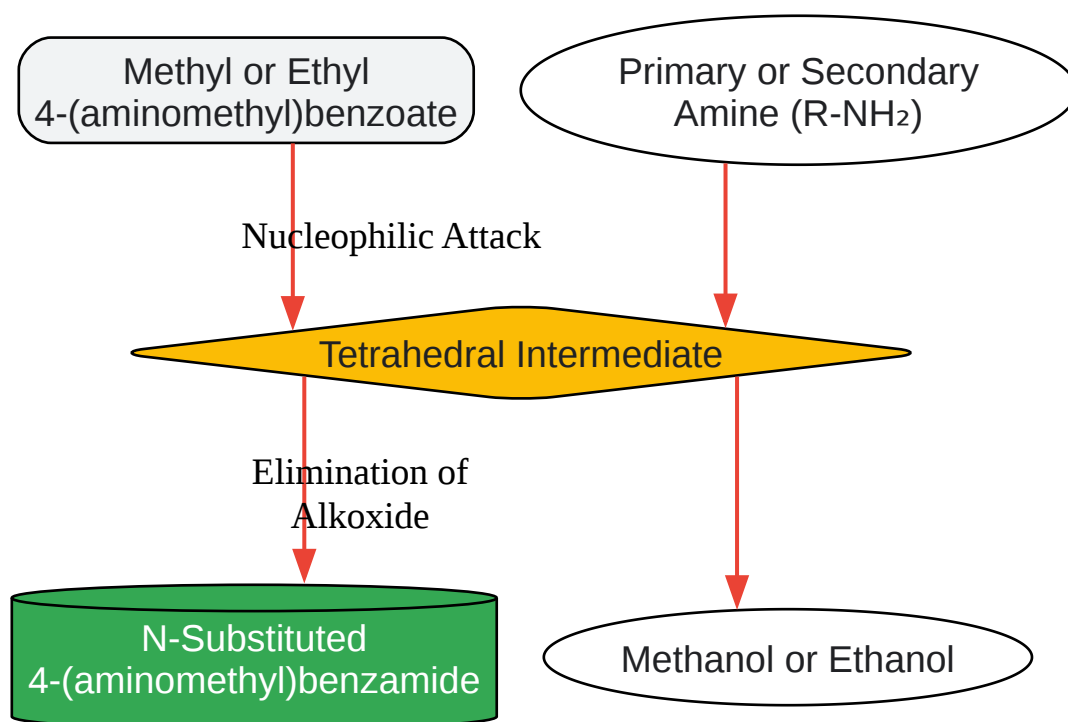 Methyl or Ethyl
4-(aminomethyl)benzoate
Primary or Secondary
Amine (R-NH₂)
Nucleophilic Attack
Tetrahedral Intermediate
Elimination of
Alkoxide
N-Substituted
4-(aminomethyl)benzamide
Methanol or Ethanol